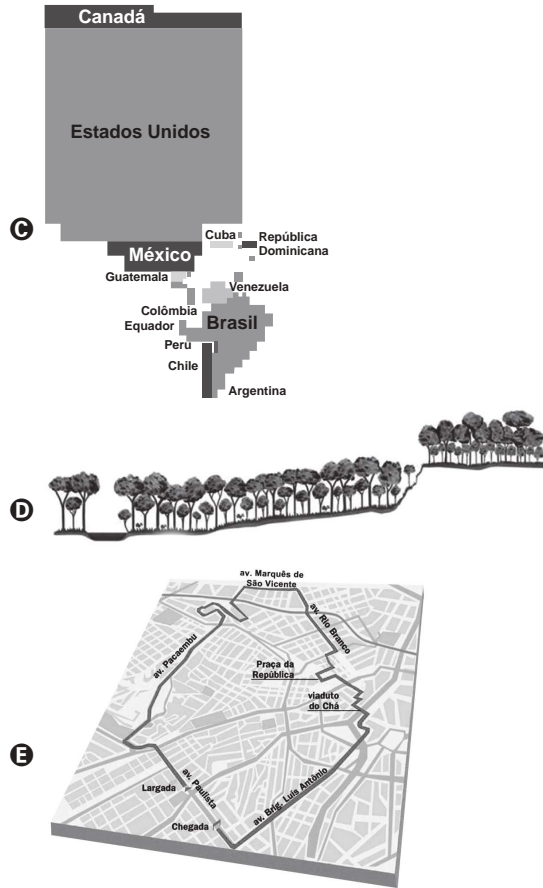 Canadá
Estados Unidos
C
Cuba
República
Dominicana
México
Guatemala
Venezuela
Colômbia
Equador
Brasil
Peru
Chile
Argentina
D
av. Marquês de
São Vicente
av. Rio Branco
av. Pacaembu
Praça da
República
viaduto
do Chá
E
Largada
av. Paulista
av. Brig. Luís Antônio
Chegada